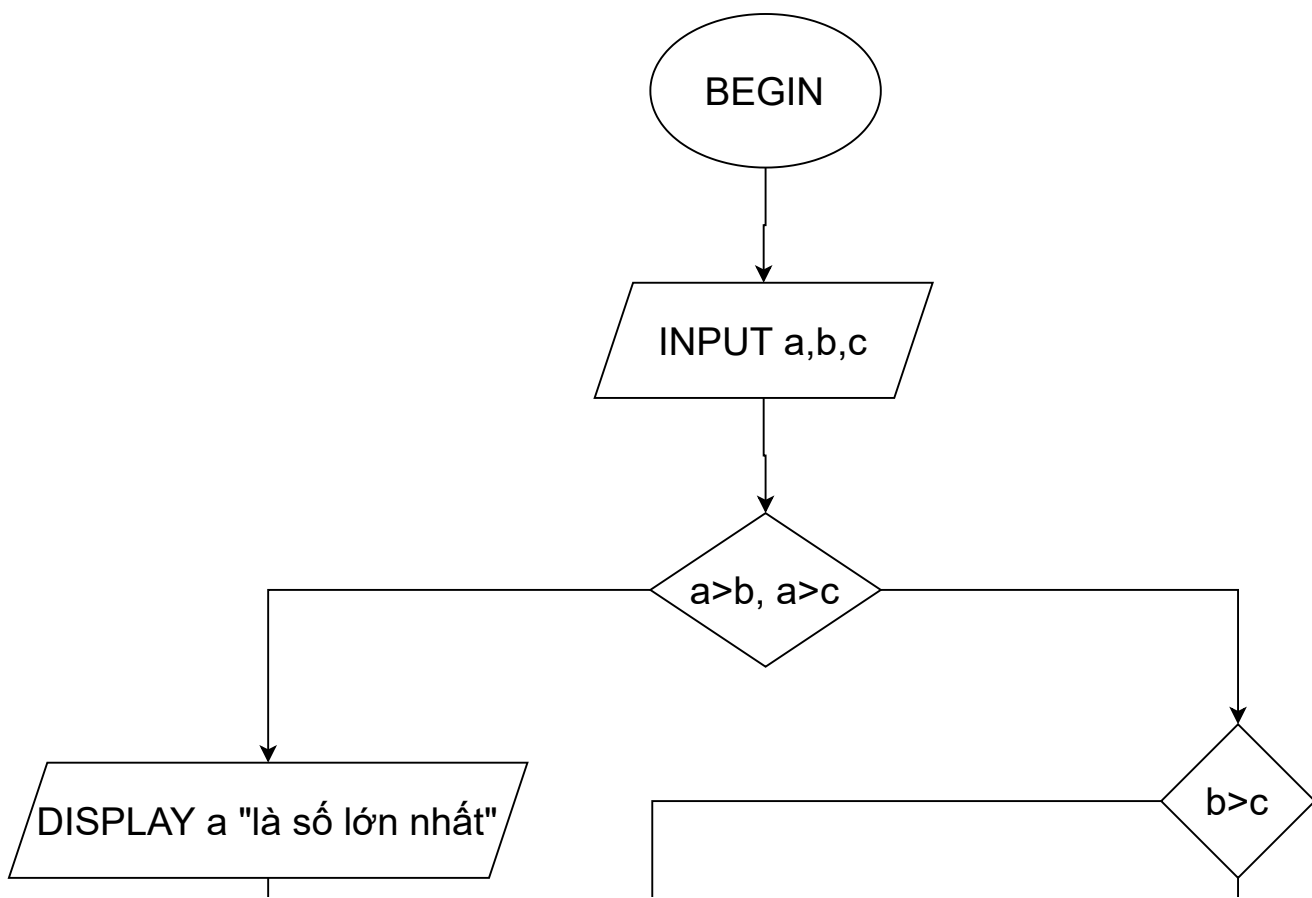 BEGIN
INPUT a,b,c
a>b, a>c
DISPLAY a "là số lớn nhất"
b>c